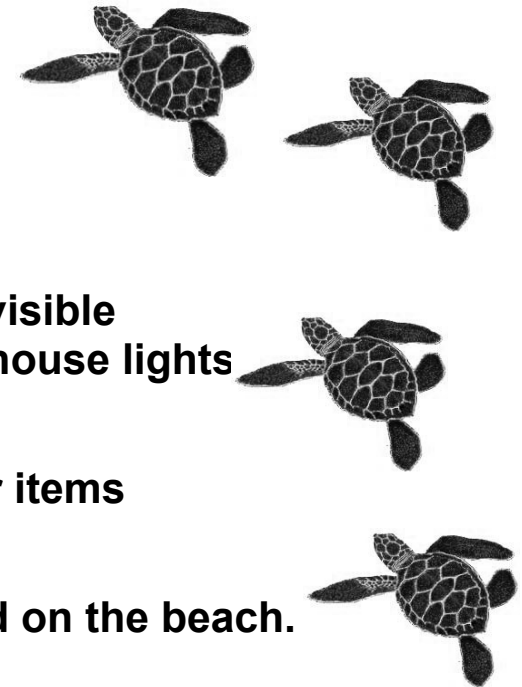 visible
house lights
r items
d on the beach.